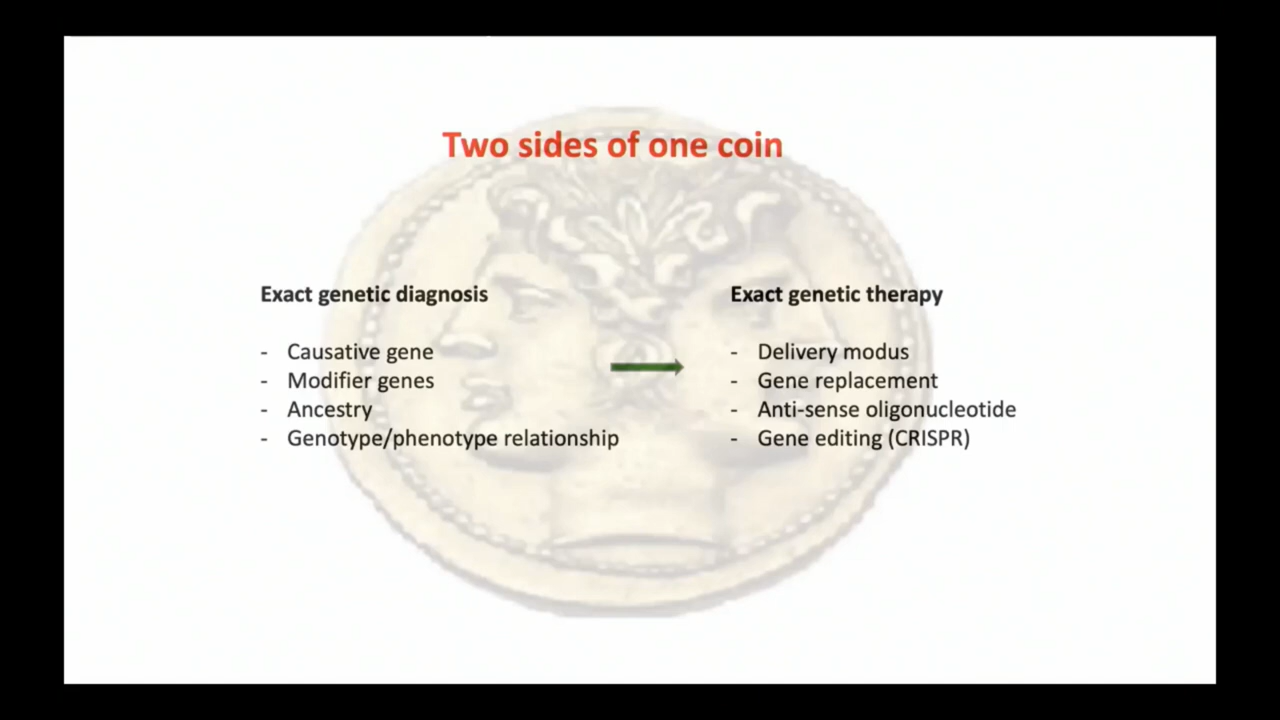 Two sides of one coin
Exact genetic diagnosis
- Causative gene
- Modifier genes
- Ancestry
- Genotype/phenotype relationship
Exact genetic therapy
- Delivery modus
- Gene replacement
- Anti-sense oligonucleotide
- Gene editing (CRISPR)